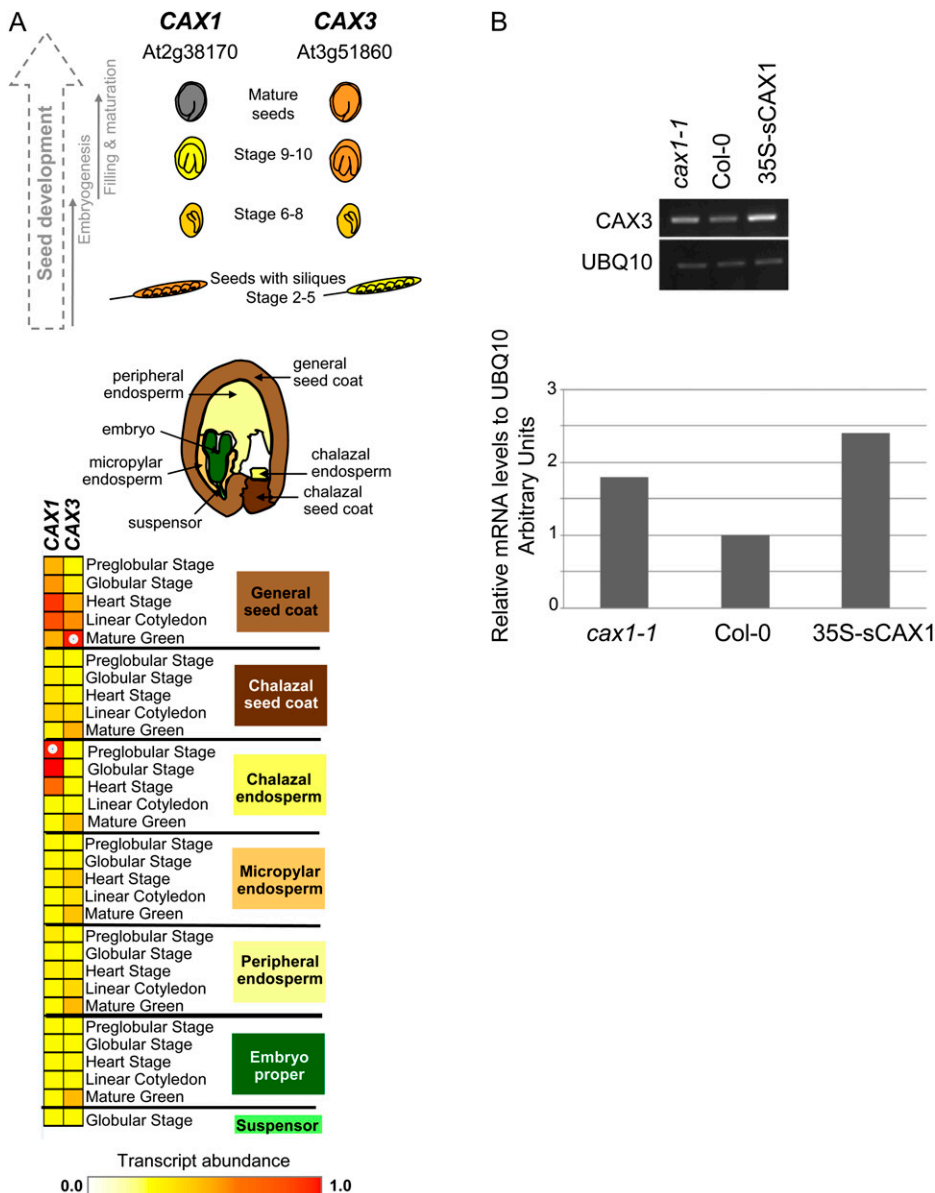 A
CAX1
CAX3
At2g38170
At3g51860
Seed development
Embryogenesis
Filling & maturation
Mature
seeds
Stage 9-10
Stage 6-8
Seeds with siliques
Stage 2-5
peripheral
endosperm
general
seed coat
embryo
micropylar
endosperm
chalazal
endosperm
suspensor
chalazal
seed coat
CAX1
CAX3
Preglobular Stage
Globular Stage
Heart Stage
Linear Cotyledon
Mature Green
General
seed coat
Preglobular Stage
Globular Stage
Heart Stage
Linear Cotyledon
Mature Green
Chalazal
seed coat
Preglobular Stage
Globular Stage
Heart Stage
Linear Cotyledon
Mature Green
Chalazal
endosperm
Preglobular Stage
Globular Stage
Heart Stage
Linear Cotyledon
Mature Green
Micropylar
endosperm
Preglobular Stage
Globular Stage
Heart Stage
Linear Cotyledon
Mature Green
Peripheral
endosperm
Preglobular Stage
Globular Stage
Heart Stage
Linear Cotyledon
Mature Green
Embryo
proper
Globular Stage
Suspensor
Transcript abundance
0.0
1.0
B
cax1-1
Col-0
35S-sCAX1
CAX3
UBQ10
Relative mRNA levels to UBQ10
Arbitrary Units
3
2
1
0
cax1-1
Col-0
35S-sCAX1